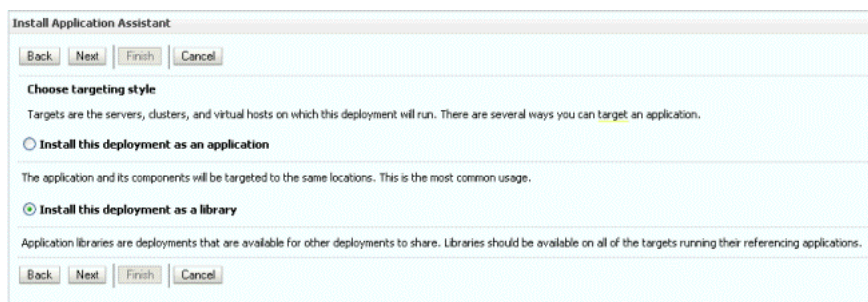 Install Application Assistant
Back Next Finish Cancel
Choose targeting style
Targets are the servers, clusters, and virtual hosts on which this deployment will run. There are several ways you can target an application.
Install this deployment as an application
The application and its components will be targeted to the same locations. This is the most common usage.
Install this deployment as a library
Application libraries are deployments that are available for other deployments to share. Libraries should be available on all of the targets running their referencing applications.
Back Next Finish Cancel